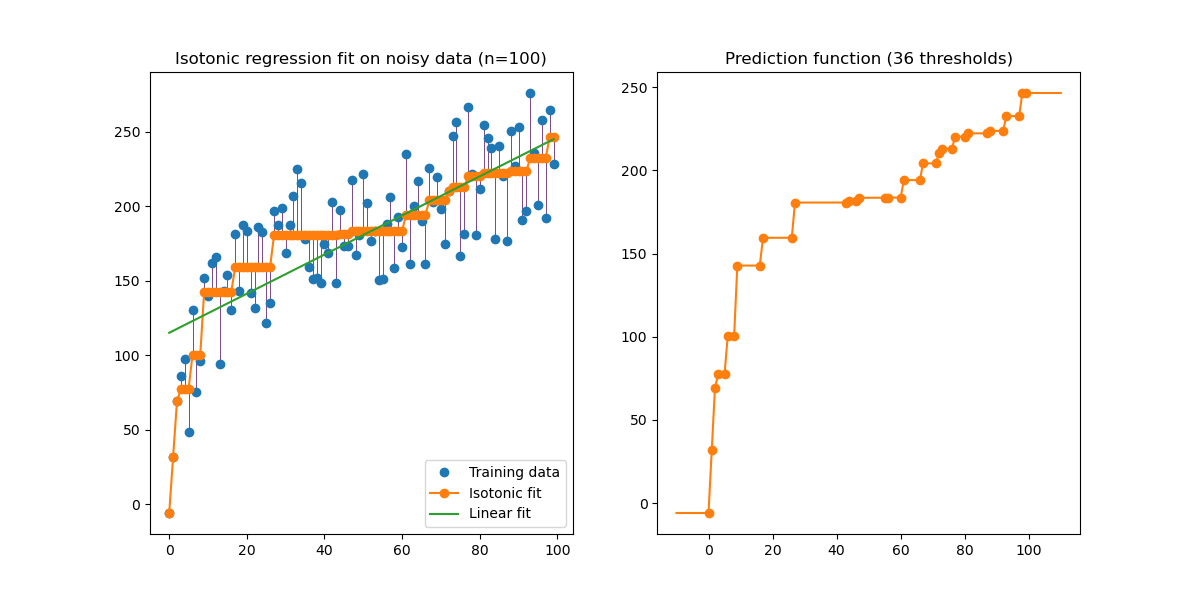 Isotonic regression fit on noisy data (n=100)
250
200
150
100
50
0
0 20 40 60 80 100
Training data
Isotonic fit
Linear fit
Prediction function (36 thresholds)
250
200
150
100
50
0
0 20 40 60 80 100